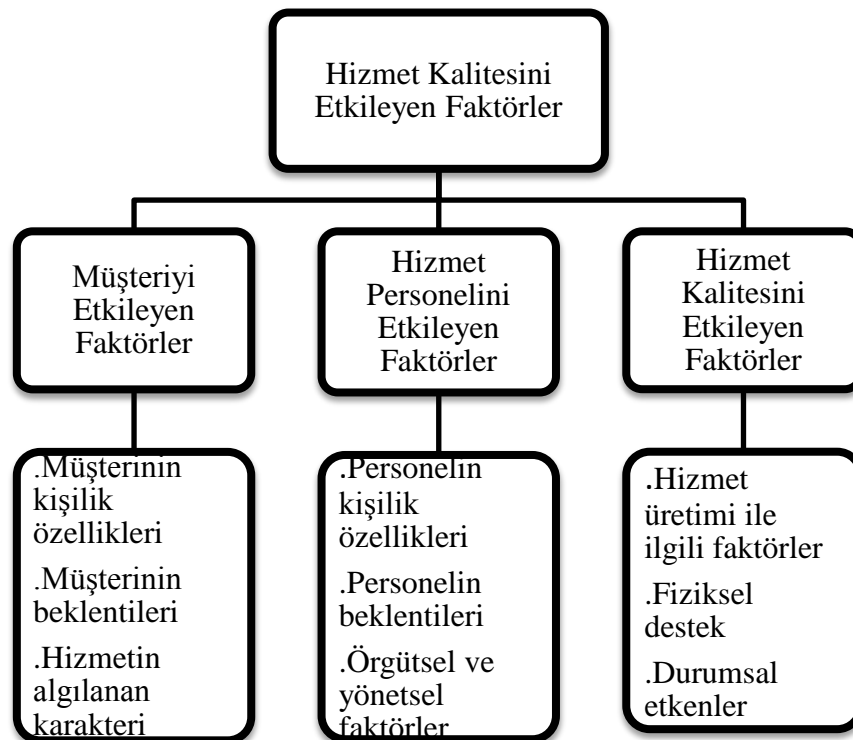 Hizmet Kalitesini
Etkileyen Faktörler
Müşteriyi
Etkileyen
Faktörler
Hizmet
Personelini
Etkileyen
Faktörler
Hizmet
Kalitesini
Etkileyen
Faktörler
.Müşterinin
kişilik
özellikleri
.Müşterinin
beklentileri
.Hizmetin
algılanan
karakteri
.Personelin
kişilik
özellikleri
.Personelin
beklentileri
.Örgütsel ve
yönetsel
faktörler
.Hizmet
üretimi ile
ilgili faktörler
.Fiziksel
destek
.Durumsal
etkenler